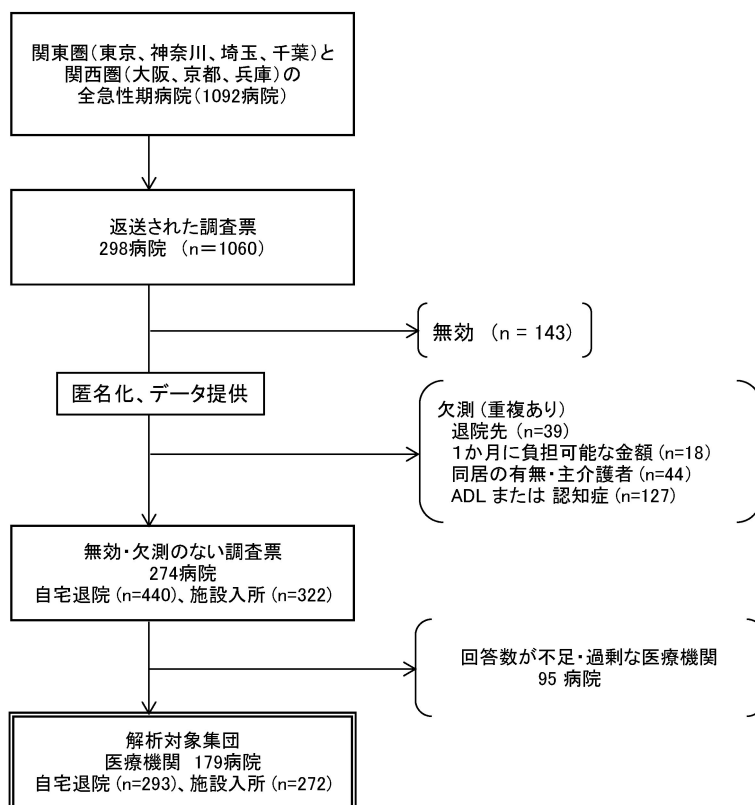 関東圏(東京、神奈川、埼玉、千葉)と
関西圏(大阪、京都、兵庫)の
全急性期病院(1092病院)
返送された調査票
298病院 (n=1060)
無効 (n = 143)
匿名化、データ提供
欠測(重複あり)
退院先 (n=39)
1か月に負担可能な金額(n=18)
同居の有無・主介護者(n=44)
ADL または 認知症(n=127)
無効・欠測のない調査票
274病院
自宅退院 (n=440)、施設入所 (n=322)
回答数が不足・過剰な医療機関
95 病院
解析対象集団
医療機関 179病院
自宅退院 (n=293)、施設入所 (n=272)